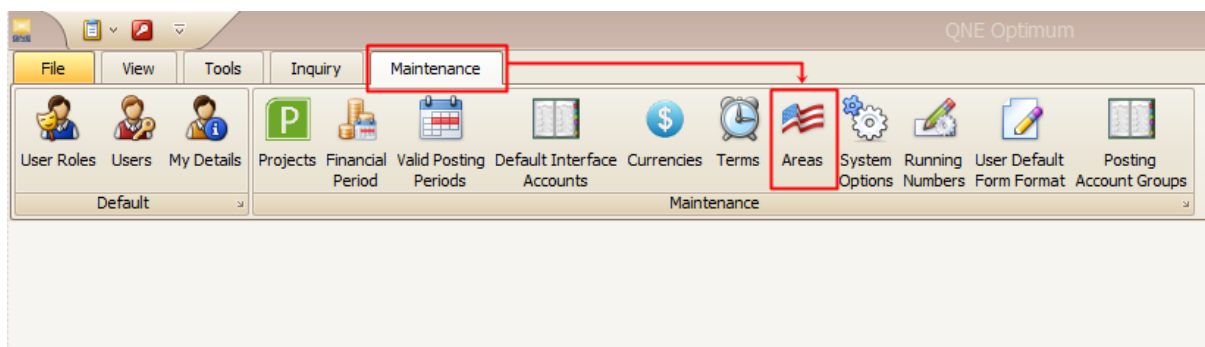 QNE Optimum
File View Tools Inquiry Maintenance
P
$
User Roles Users My Details Projects Financial Period Valid Posting Periods Default Interface Accounts Currencies Terms Areas System Options Running Numbers User Default Form Format Posting Account Groups
Default Maintenance